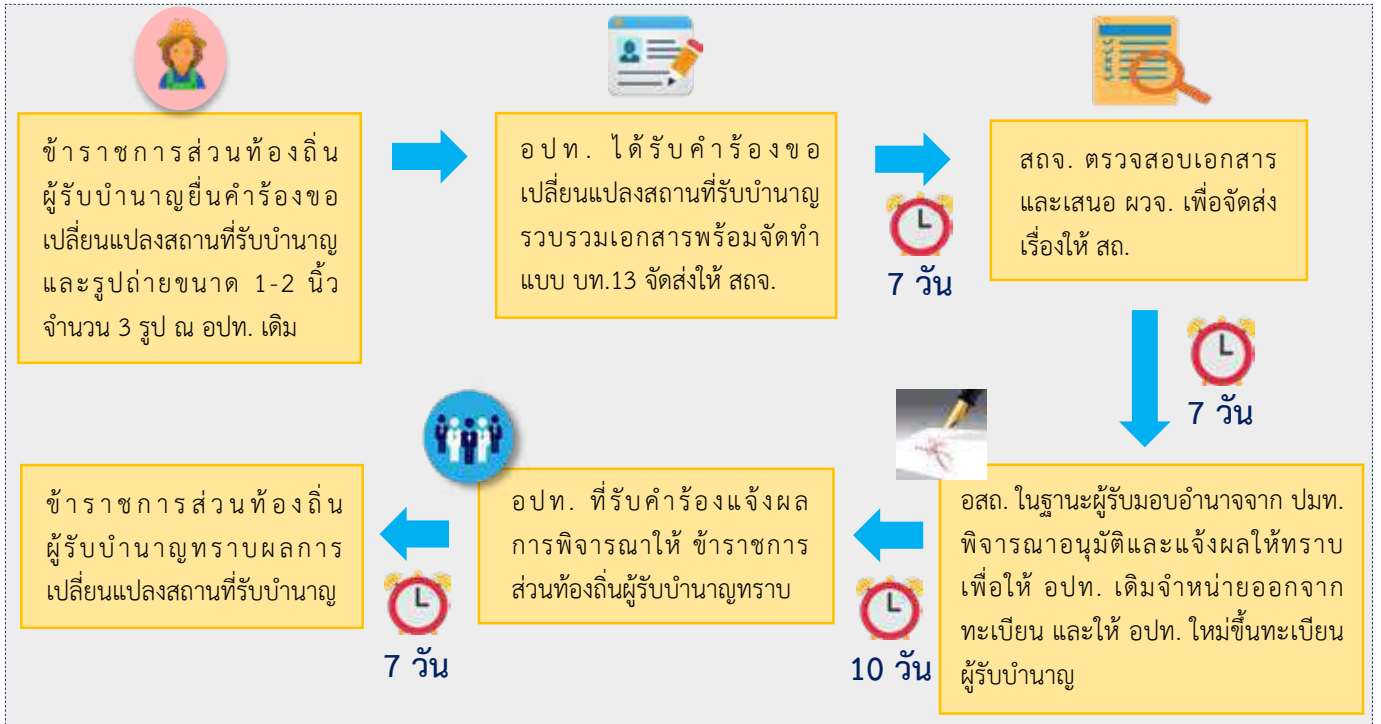 ข้าราชการส่วนท้องถิ่น
ผู้รับบำนาญยื่นคำร้องขอ
เปลี่ยนแปลงสถานที่รับบำนาญ
และรูปถ่ายขนาด 1-2 นิ้ว
จำนวน 3 รูป ณ อปท. เดิม
อปท. ได้รับคำร้องขอ
เปลี่ยนแปลงสถานที่รับบำนาญ
รวบรวมเอกสารพร้อมจัดทำ
แบบ บท.13 จัดส่งให้ สถจ.
7 วัน
สถจ. ตรวจสอบเอกสาร
และเสนอ ผวจ. เพื่อจัดส่ง
เรื่องให้ สถ.
7 วัน
อสถ. ในฐานะผู้รับมอบอำนาจจาก ปมท.
พิจารณาอนุมัติและแจ้งผลให้ทราบ
เพื่อให้ อปท. เดิมจำหน่ายออกจาก
ทะเบียน และให้ อปท. ใหม่ขึ้นทะเบียน
ผู้รับบำนาญ
10 วัน
อปท. ที่รับคำร้องแจ้งผล
การพิจารณาให้ ข้าราชการ
ส่วนท้องถิ่นผู้รับบำนาญทราบ
7 วัน
ข้าราชการส่วนท้องถิ่น
ผู้รับบำนาญทราบผลการ
เปลี่ยนแปลงสถานที่รับบำนาญ